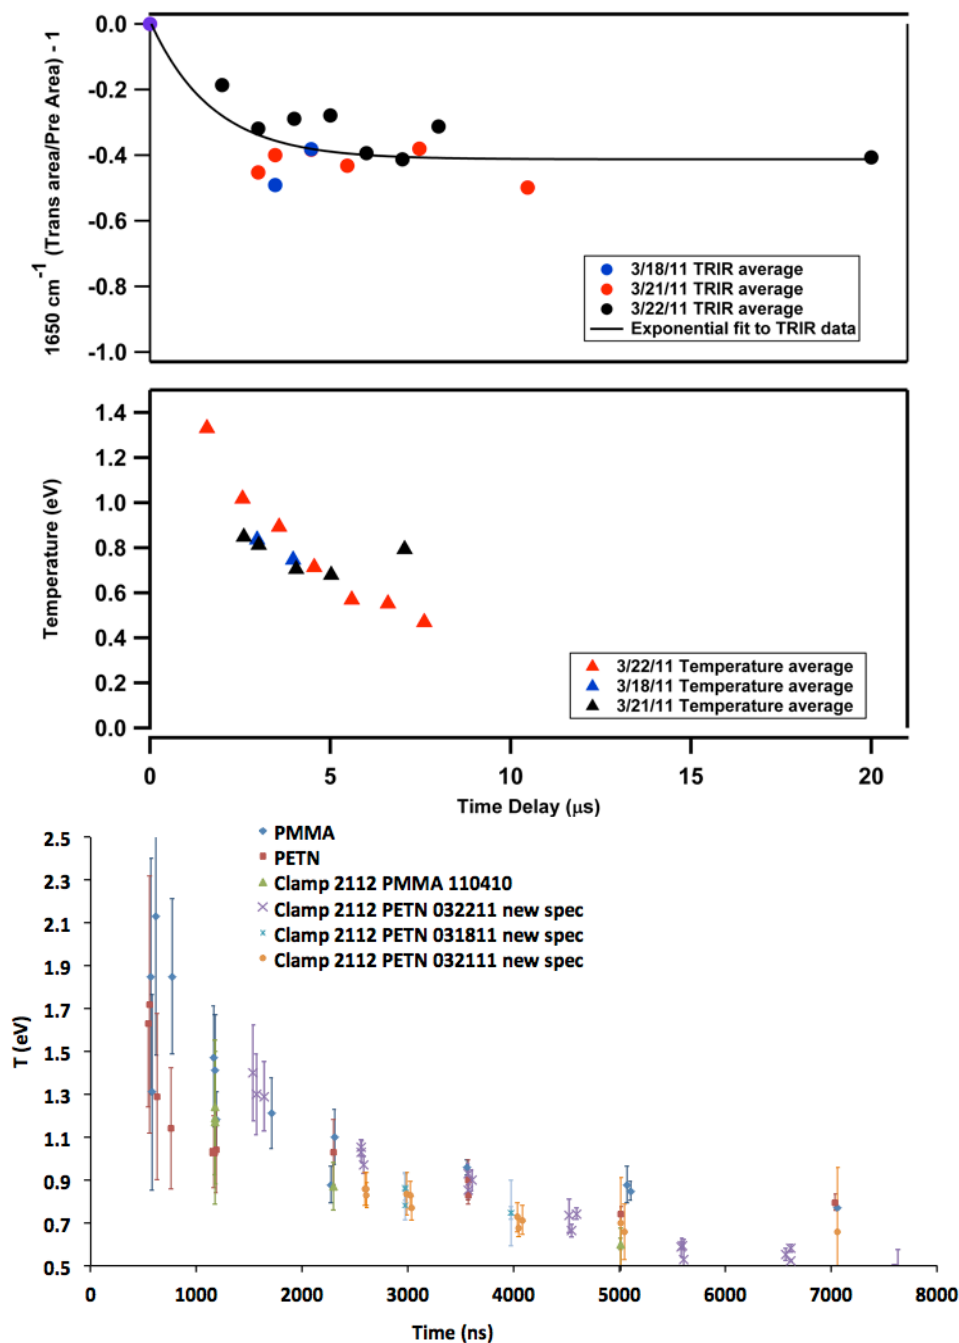 0.0
-0.2
-0.4
-0.6
-0.8
-1.0
1650 cm⁻¹ (Trans area/Pre Area) - 1
3/18/11 TRIR average
3/21/11 TRIR average
3/22/11 TRIR average
Exponential fit to TRIR data
1.4
1.2
1.0
0.8
0.6
0.4
0.2
0.0
Temperature (eV)
3/22/11 Temperature average
3/18/11 Temperature average
3/21/11 Temperature average
0 5 10 15 20
Time Delay (μs)
2.5
2.3
2.1
1.9
1.7
1.5
1.3
1.1
0.9
0.7
0.5
T (eV)
PMMA
PETN
Clamp 2112 PMMA 110410
Clamp 2112 PETN 032211 new spec
Clamp 2112 PETN 031811 new spec
Clamp 2112 PETN 032111 new spec
0 1000 2000 3000 4000 5000 6000 7000 8000
Time (ns)